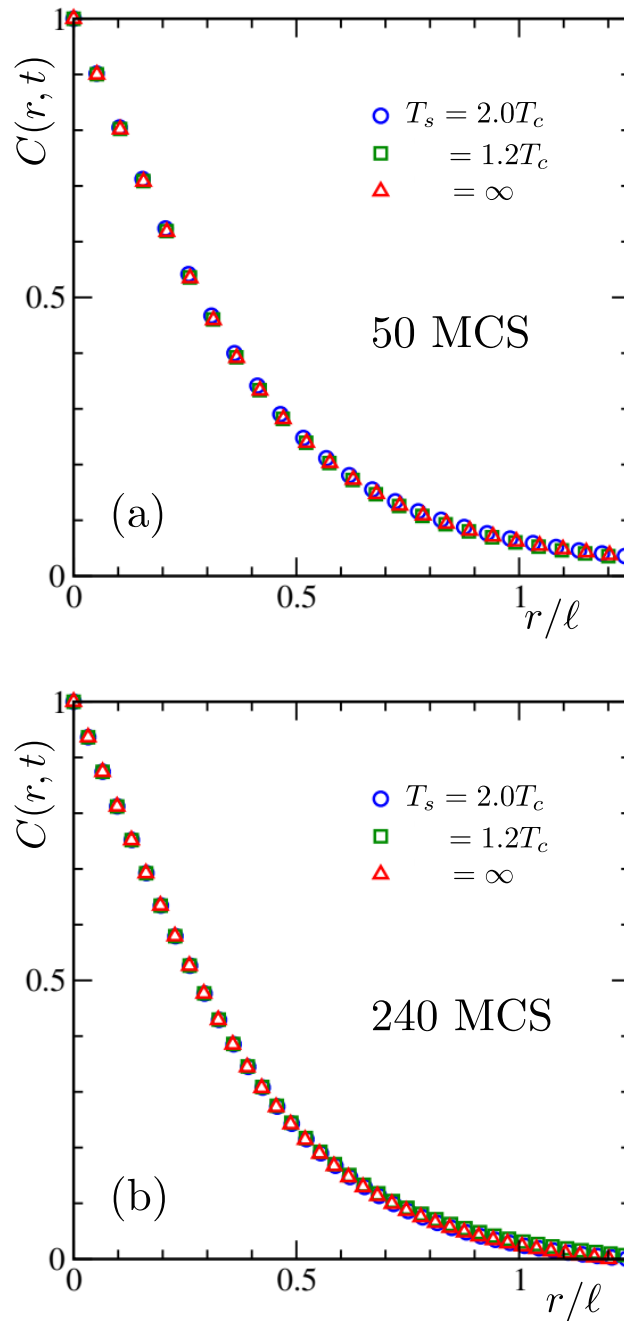 1
C(r, t)
○ T_s = 2.0T_c
□ = 1.2T_c
△ = ∞
0.5
50 MCS
(a)
0
0 0.5 1
r/ℓ
1
C(r, t)
○ T_s = 2.0T_c
□ = 1.2T_c
△ = ∞
0.5
240 MCS
(b)
0
0 0.5 1
r/ℓ